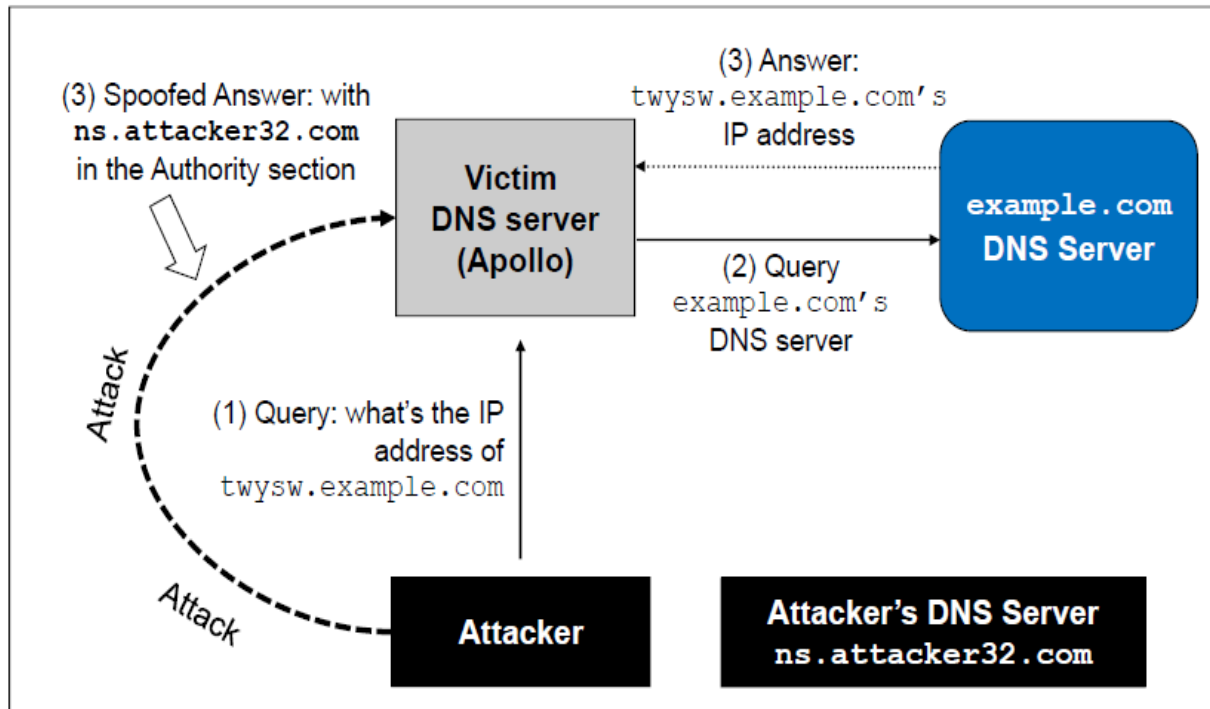 (3) Spoofed Answer: with
ns.attacker32.com
in the Authority section
(3) Answer:
twysw.example.com's
IP address
Victim
DNS server
(Apollo)
example.com
DNS Server
(2) Query
example.com's
DNS server
Attack
(1) Query: what's the IP
address of
twysw.example.com
Attack
Attacker
Attacker's DNS Server
ns.attacker32.com